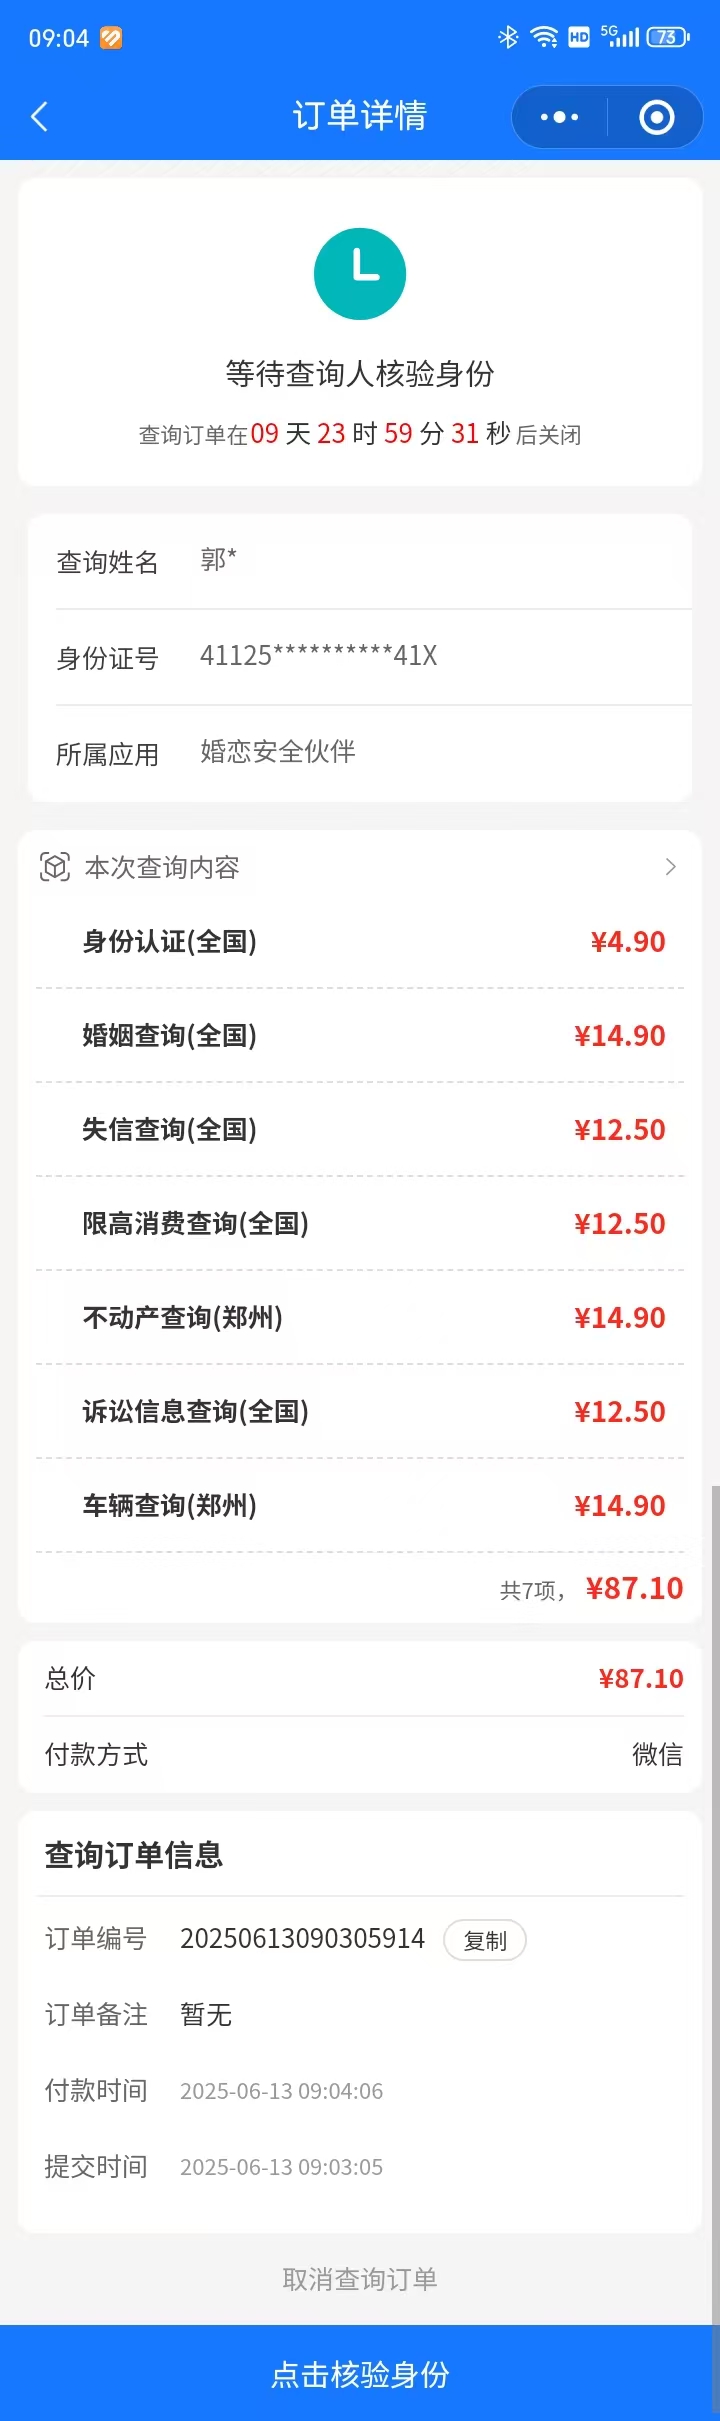 09:04
HD 5G 73
订单详情
等待查询人核验身份
查询订单在09 天 23 时 59 分 31 秒后关闭
查询姓名 郭*
身份证号 41125**********41X
所属应用 婚恋安全伙伴
本次查询内容
身份认证(全国) ¥4.90
婚姻查询(全国) ¥14.90
失信查询(全国) ¥12.50
限高消费查询(全国) ¥12.50
不动产查询(郑州) ¥14.90
诉讼信息查询(全国) ¥12.50
车辆查询(郑州) ¥14.90
共7项， ¥87.10
总价 ¥87.10
付款方式 微信
查询订单信息
订单编号 20250613090305914 复制
订单备注 暂无
付款时间 2025-06-13 09:04:06
提交时间 2025-06-13 09:03:05
取消查询订单
点击核验身份